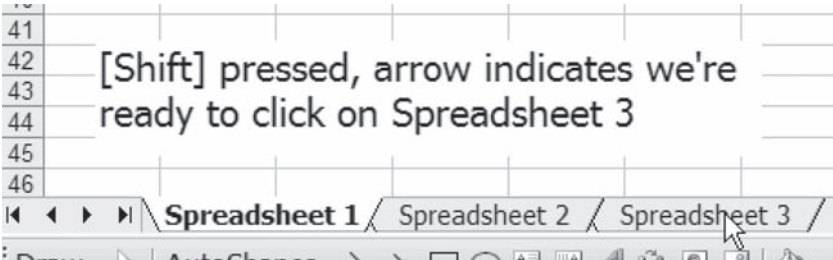 41
42
[Shift] pressed, arrow indicates we're
43
ready to click on Spreadsheet 3
44
45
46
Spreadsheet 1 / Spreadsheet 2 / Spreadsheet 3 /